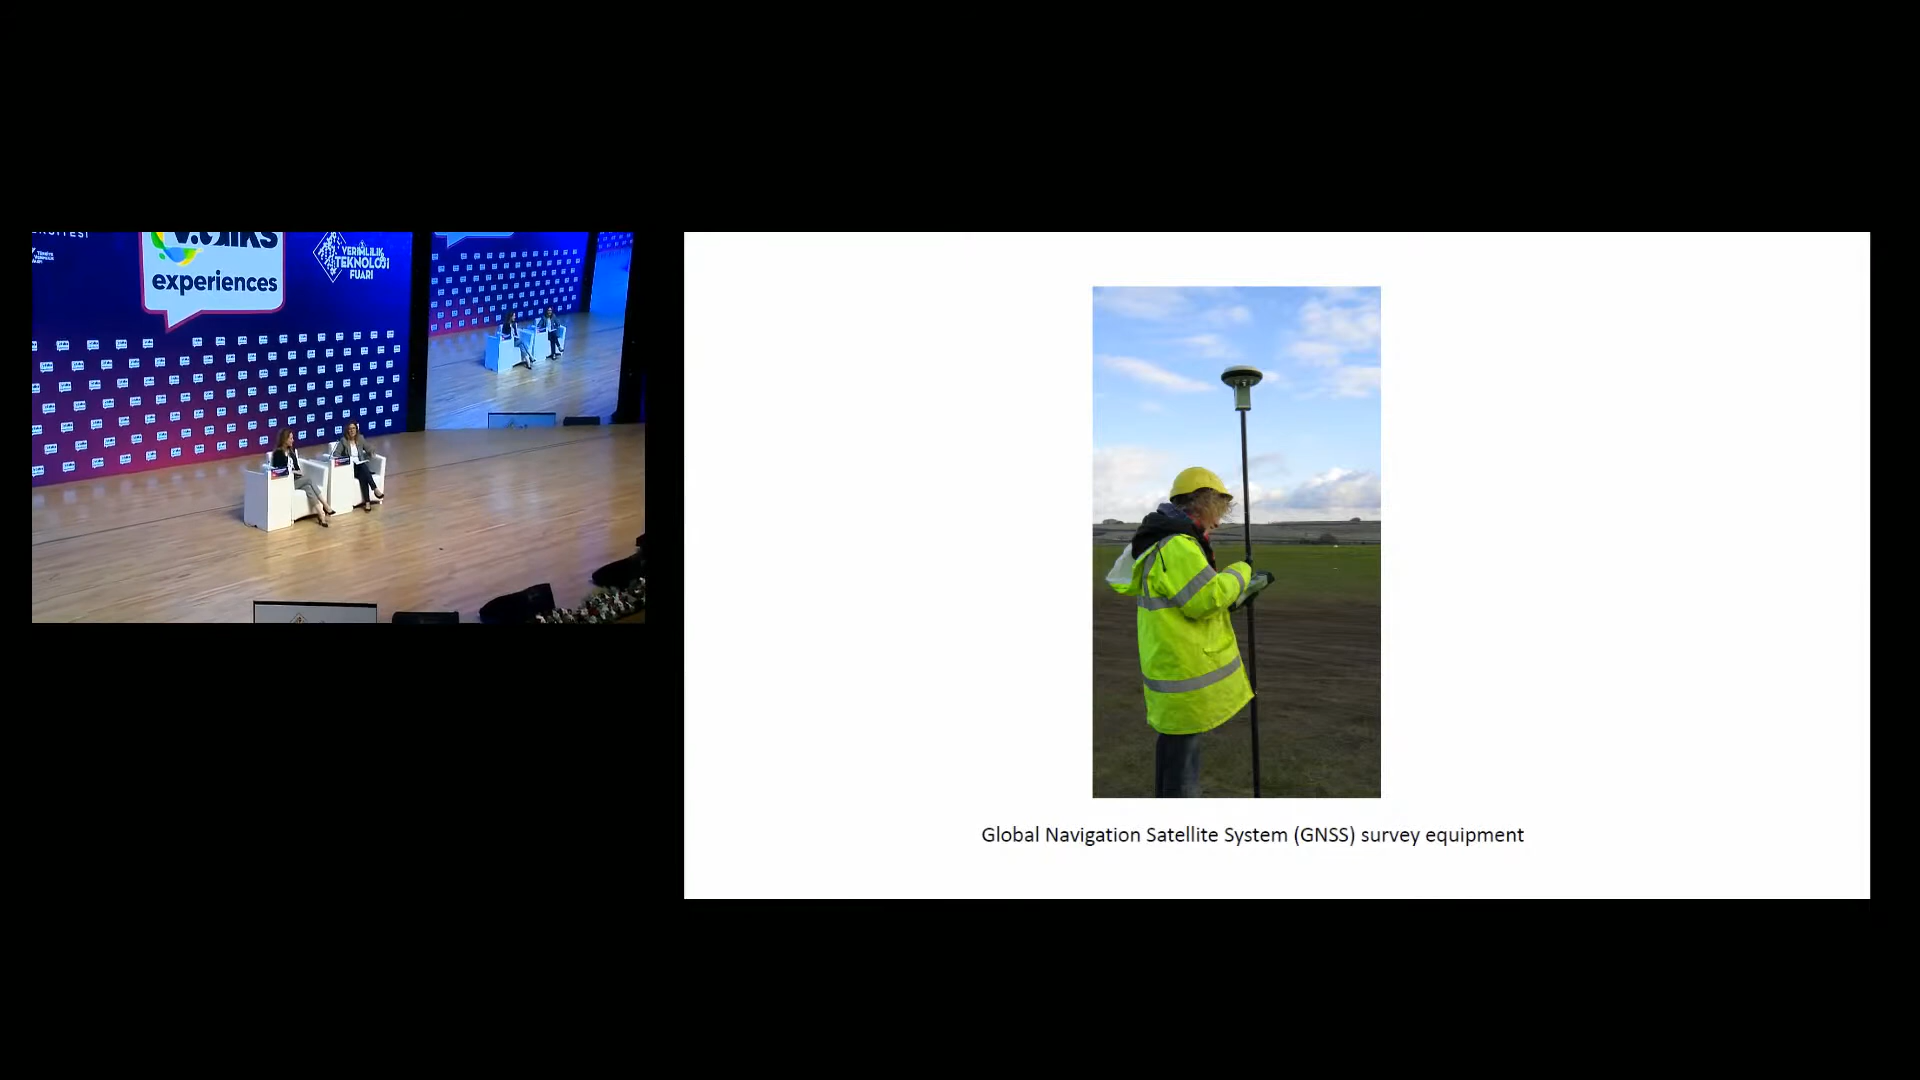 experiences
VERİMLİLİK
TEKNOLOJİ
FUARI
Global Navigation Satellite System (GNSS) survey equipment